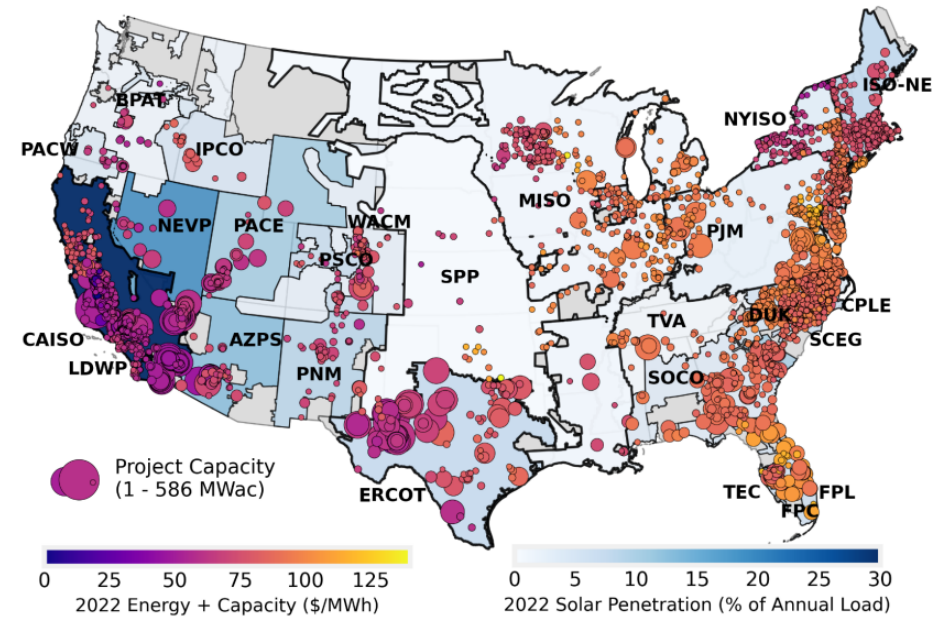 BPAT
ISO-NE
NYISO
PACW
IPCO
MISO
NEVP
PACE
WACM
PJM
PSCO
SPP
CPLE
DUK
TVA
CAISO
AZPS
SCEG
LDWP
PNM
SOCO
Project Capacity
(1 - 586 MWac)
ERCOT
TEC
FPL
FPC
0 25 50 75 100 125
2022 Energy + Capacity ($/MWh)
0 5 10 15 20 25 30
2022 Solar Penetration (% of Annual Load)